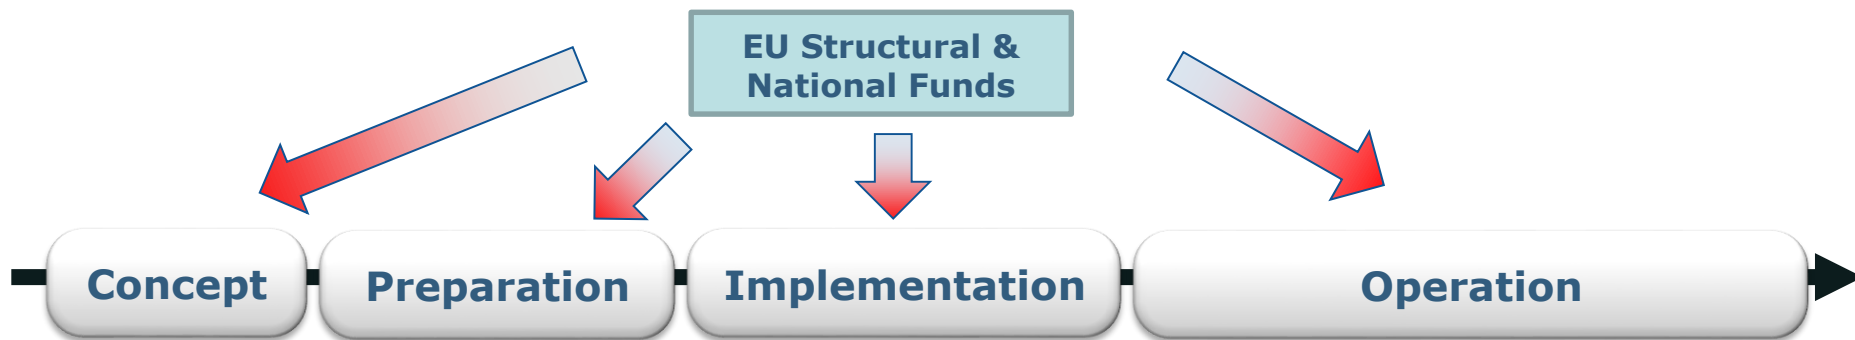 EU Structural &
National Funds
Concept
Preparation
Implementation
Operation